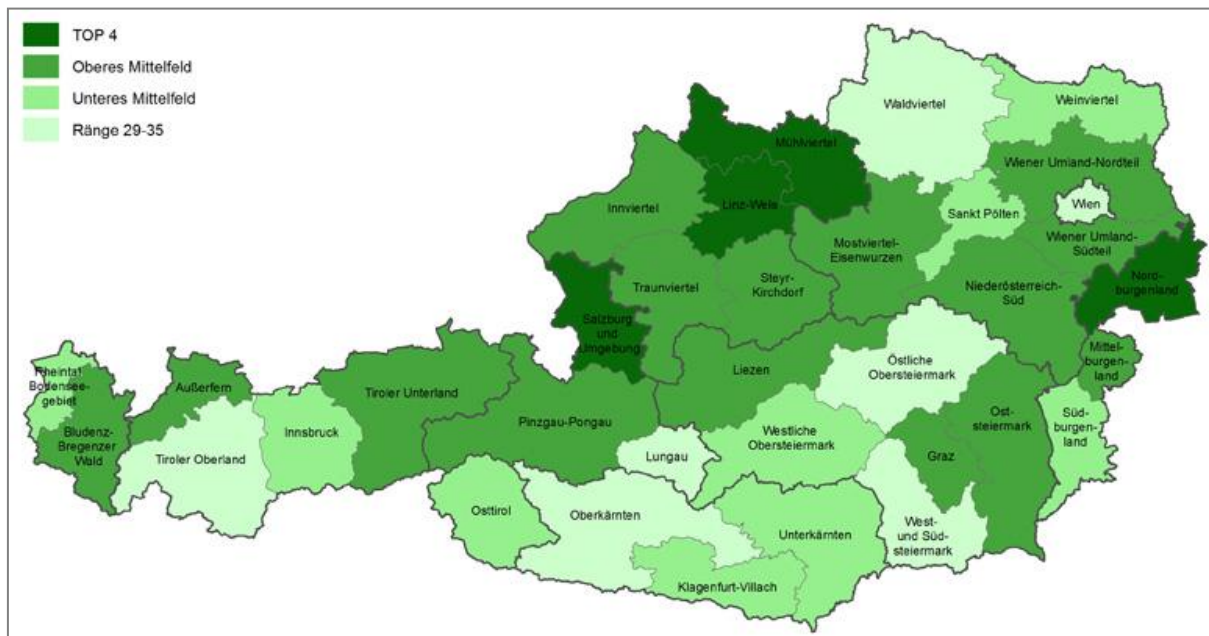 TOP 4
Oberes Mittelfeld
Unteres Mittelfeld
Ränge 29-35
Waldviertel
Weinviertel
Mühlviertel
Wiener Umland-Nordteil
Linz-Wels
Wien
Innviertel
Sankt Pölten
Mostviertel-
Eisenwurzen
Wiener Umland-
Südteil
Nord-
burgenland
Traunviertel
Steyr-
Kirchdorf
Niederösterreich-
Süd
Salzburg
und
Umgebung
Mittel-
burgen-
land
Liezen
Östliche
Obersteiermark
Rheintal
Bodensee-
gebiet
Außerfern
Tiroler Unterland
Pinzgau-Pongau
Ost-
steiermark
Süd-
burgen-
land
Bludenz-
Bregenzer
Wald
Innsbruck
Westliche
Obersteiermark
Tiroler Oberland
Lungau
Graz
Osttirol
Oberkärnten
Unterkärnten
West-
und Süd-
steiermark
Klagenfurt-Villach